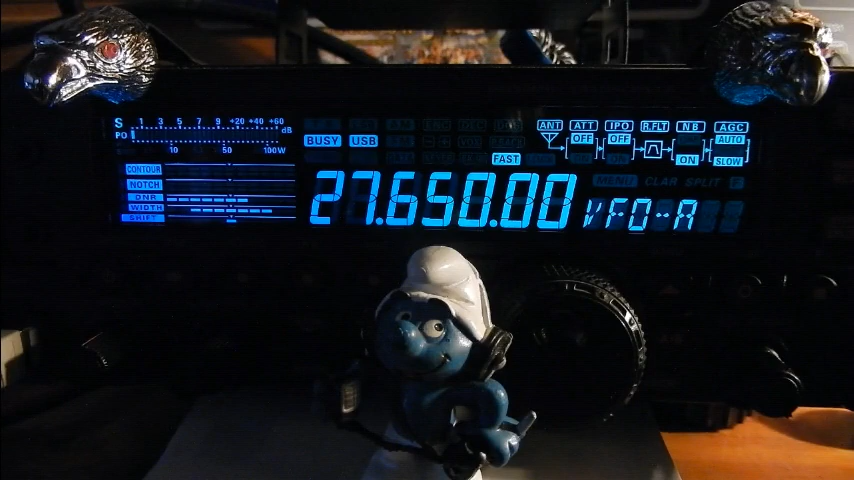 S 1 3 5 7 9 +20 +40 +60 dB
PO 10 50 100W
BUSY USB
FAST
ANT ATT IPO R.FLT NB AGC
OFF OFF AUTO
ON SLOW
CONTOUR
NOTCH
DNR
WIDTH
SHIFT
MENU CLAR SPLIT F
27.650.00 VFO-A